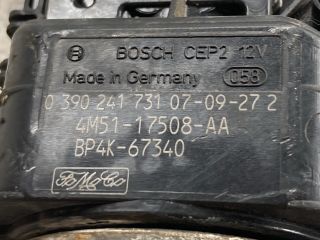 BOSCH CEP2 12V
Made in Germany 058
0 390 241 731 07-09-27 2
4M51-17508-AA
BP4K-67340
FoMoCo